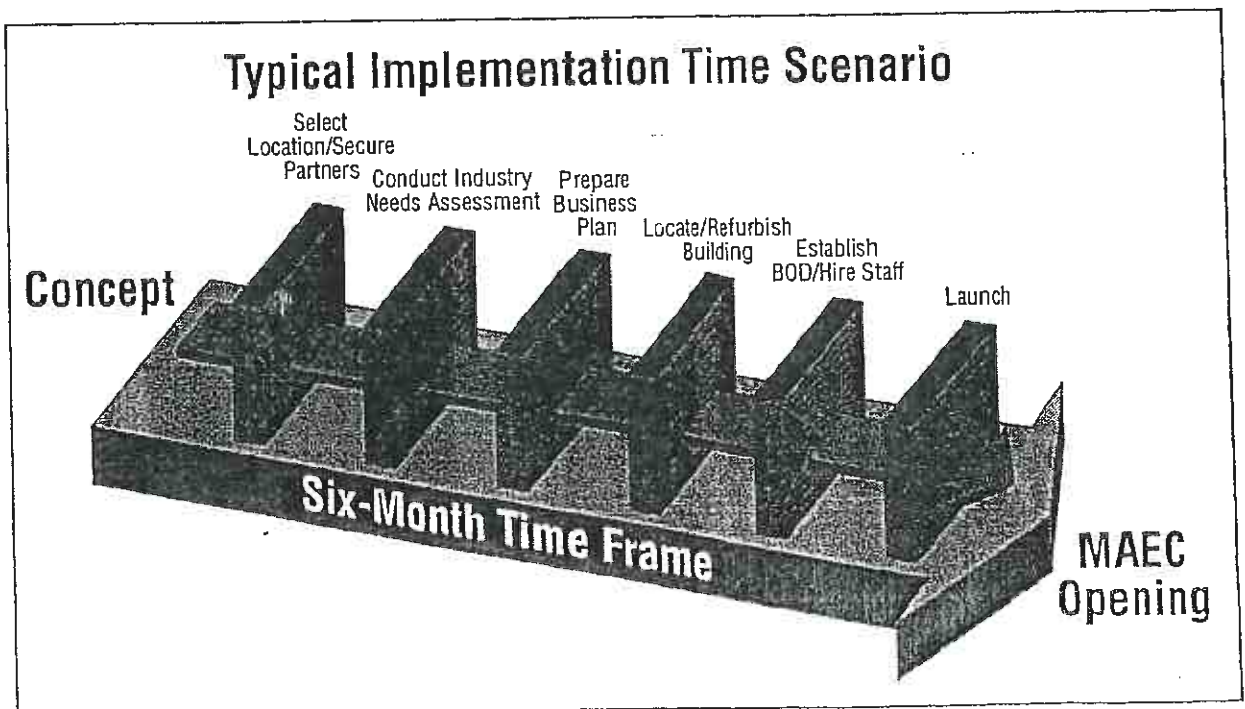 Typical Implementation Time Scenario
Select
Location/Secure
Partners
Conduct Industry
Needs Assessment
Prepare
Business
Plan
Locate/Refurbish
Building
Establish
BOD/Hire Staff
Launch
Concept
Six-Month Time Frame
MAEC
Opening